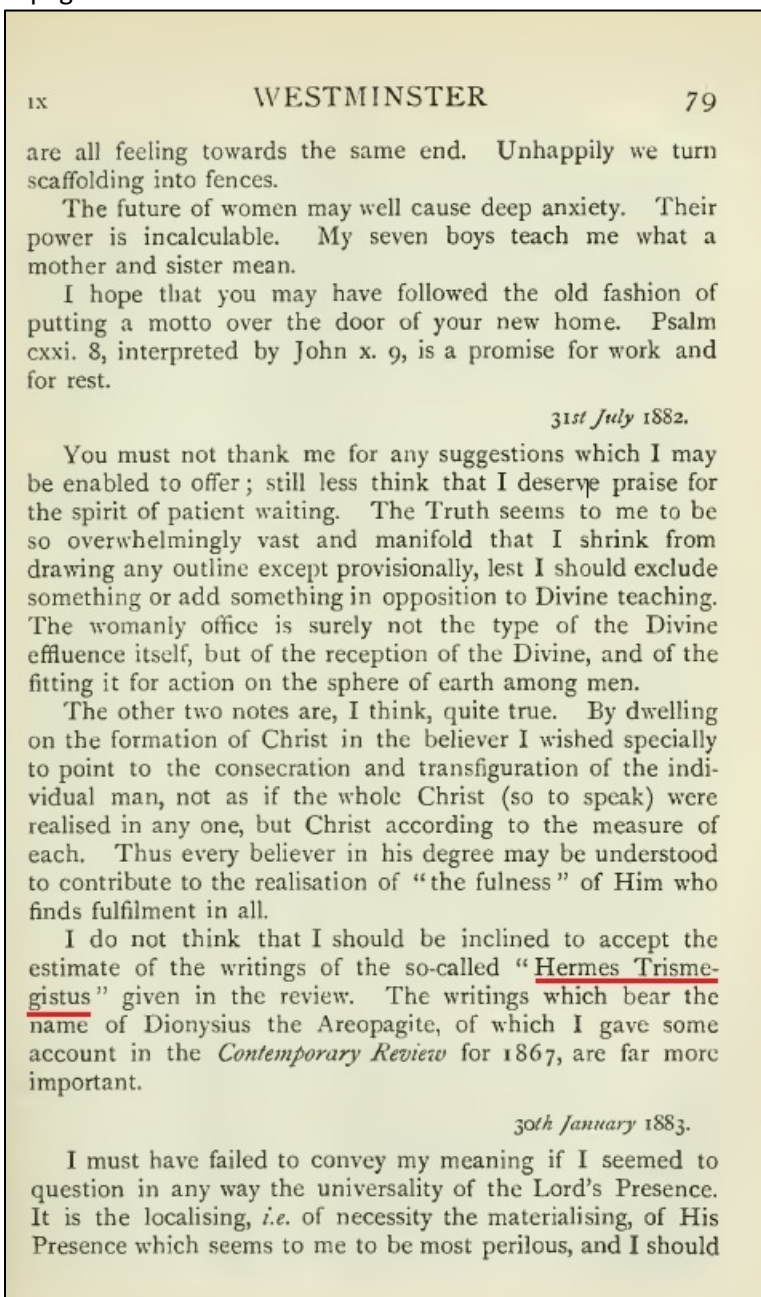 IX WESTMINSTER 79
are all feeling towards the same end. Unhappily we turn
scaffolding into fences.
The future of women may well cause deep anxiety. Their
power is incalculable. My seven boys teach me what a
mother and sister mean.
I hope that you may have followed the old fashion of
putting a motto over the door of your new home. Psalm
cxxi. 8, interpreted by John x. 9, is a promise for work and
for rest.
31st July 1882.
You must not thank me for any suggestions which I may
be enabled to offer; still less think that I deserve praise for
the spirit of patient waiting. The Truth seems to me to be
so overwhelmingly vast and manifold that I shrink from
drawing any outline except provisionally, lest I should exclude
something or add something in opposition to Divine teaching.
The womanly office is surely not the type of the Divine
effluence itself, but of the reception of the Divine, and of the
fitting it for action on the sphere of earth among men.
The other two notes are, I think, quite true. By dwelling
on the formation of Christ in the believer I wished specially
to point to the consecration and transfiguration of the indi-
vidual man, not as if the whole Christ (so to speak) were
realised in any one, but Christ according to the measure of
each. Thus every believer in his degree may be understood
to contribute to the realisation of "the fulness" of Him who
finds fulfilment in all.
I do not think that I should be inclined to accept the
estimate of the writings of the so-called "Hermes Trisme-
gistus" given in the review. The writings which bear the
name of Dionysius the Areopagite, of which I gave some
account in the Contemporary Review for 1867, are far more
important.
30th January 1883.
I must have failed to convey my meaning if I seemed to
question in any way the universality of the Lord's Presence.
It is the localising, i.e. of necessity the materialising, of His
Presence which seems to me to be most perilous, and I should